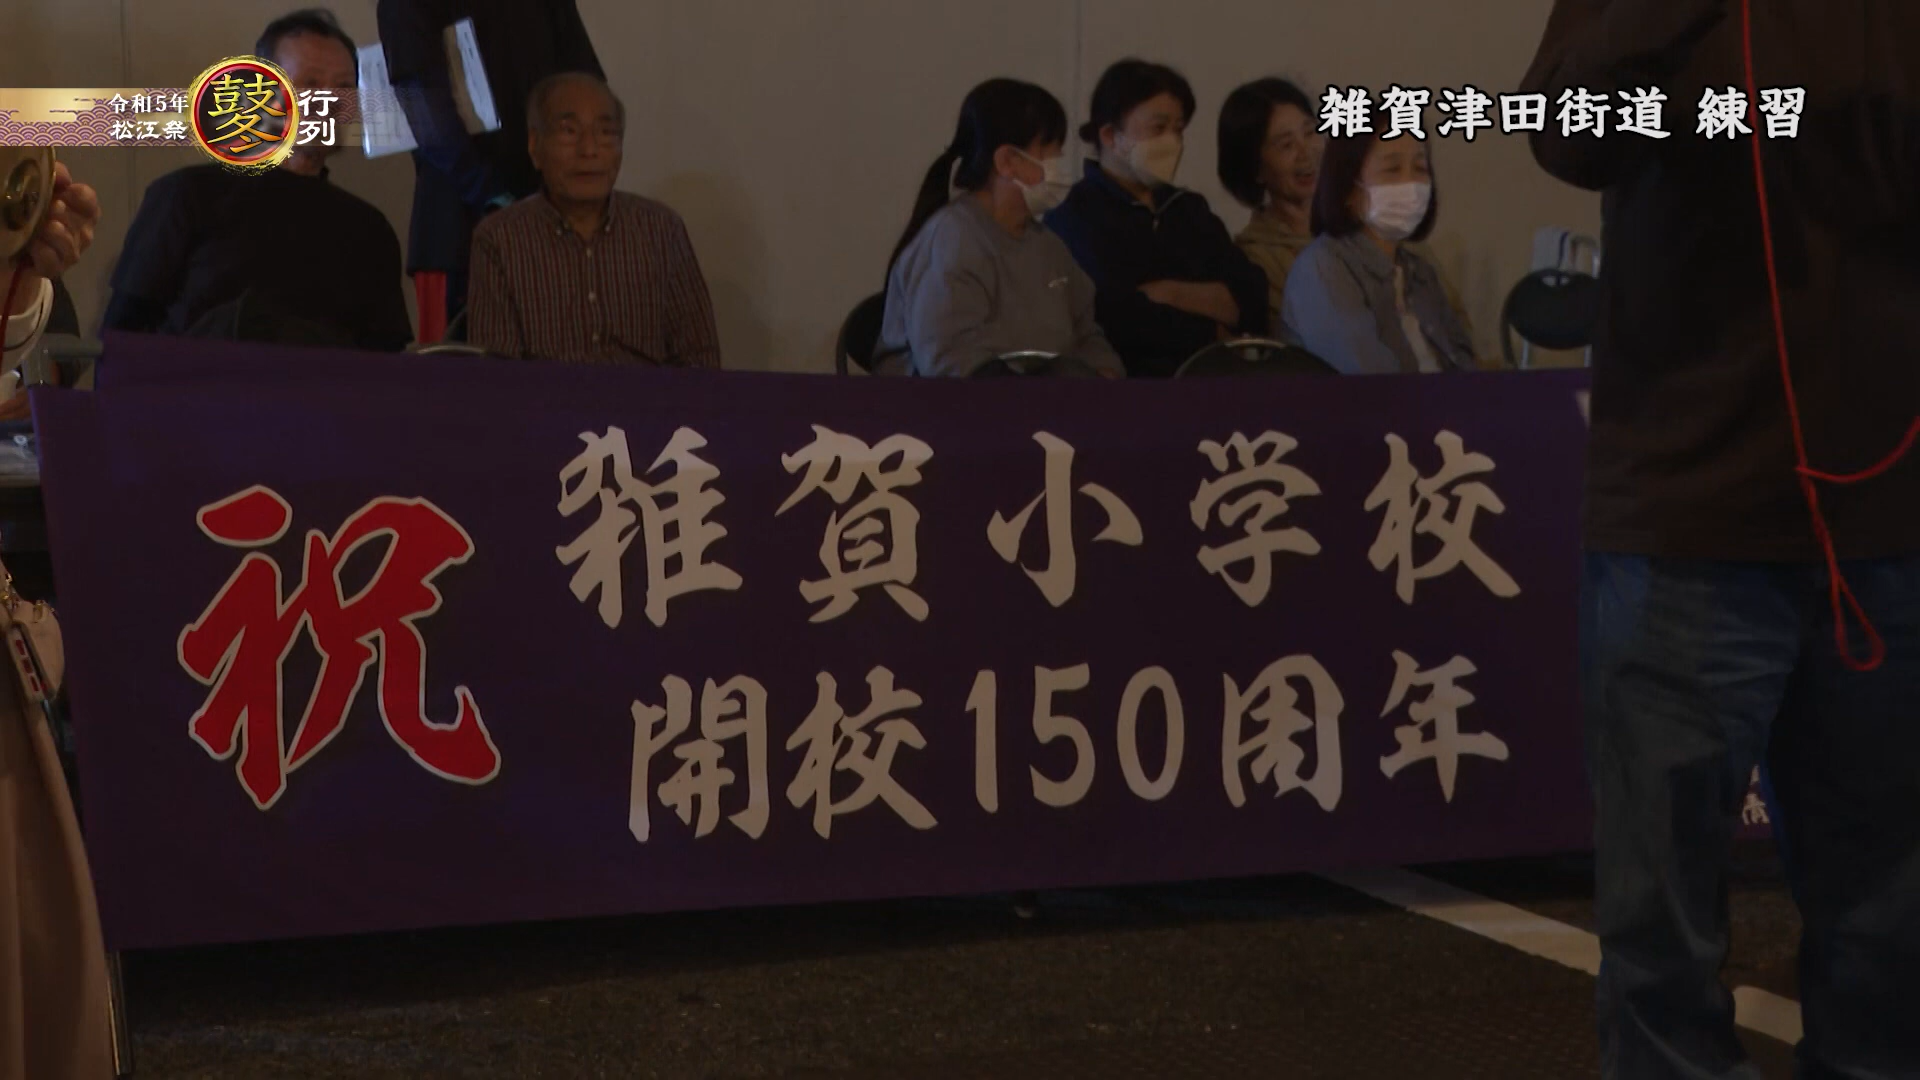 令和5年
松江祭
鼕
行列
雑賀津田街道 練習
祝
雑賀小学校
開校150周年